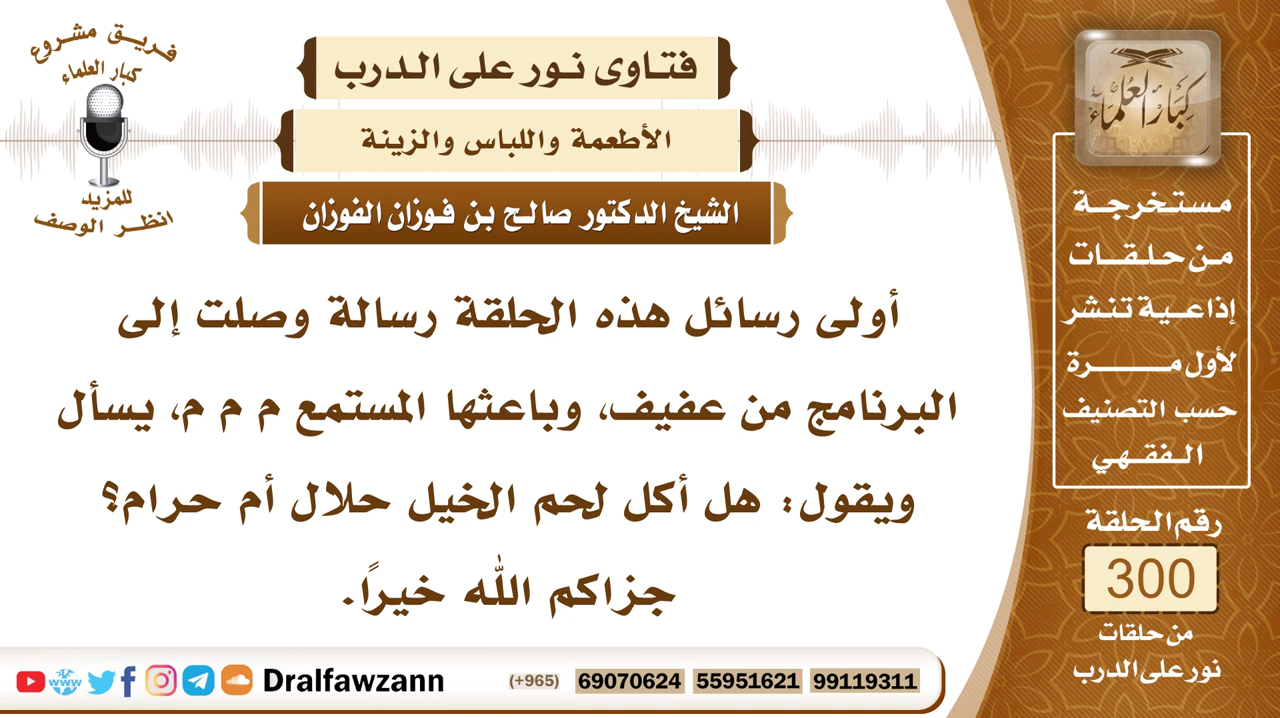 فريق مشروع
كبار العلماء
للمزيد
انظر الوصف
فتاوى نور على الدرب
الأطعمة واللباس والزينة
الشيخ الدكتور صالح بن فوزان الفوزان
أولى رسائل هذه الحلقة رسالة وصلت إلى
البرنامج من عفيف، وباعثها المستمع م م م، يسأل
ويقول: هل أكل لحم الخيل حلال أم حرام؟
جزاكم الله خيرًا.
كبار العلماء
مستخرجة
من حلقات
إذاعية تنشر
لأول مرة
حسب التصنيف
الفقهي
رقم الحلقة
300
من حلقات
نور على الدرب
www Dralfawzann (+965) 69070624 55951621 99119311